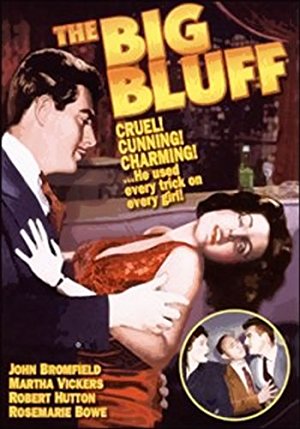 THE BIG
BLUFF
CRUEL!
CUNNING!
CHARMING!
...He used
every trick on
every girl!
JOHN BROMFIELD
MARTHA VICKERS
ROBERT HUTTON
ROSEMARIE BOWE